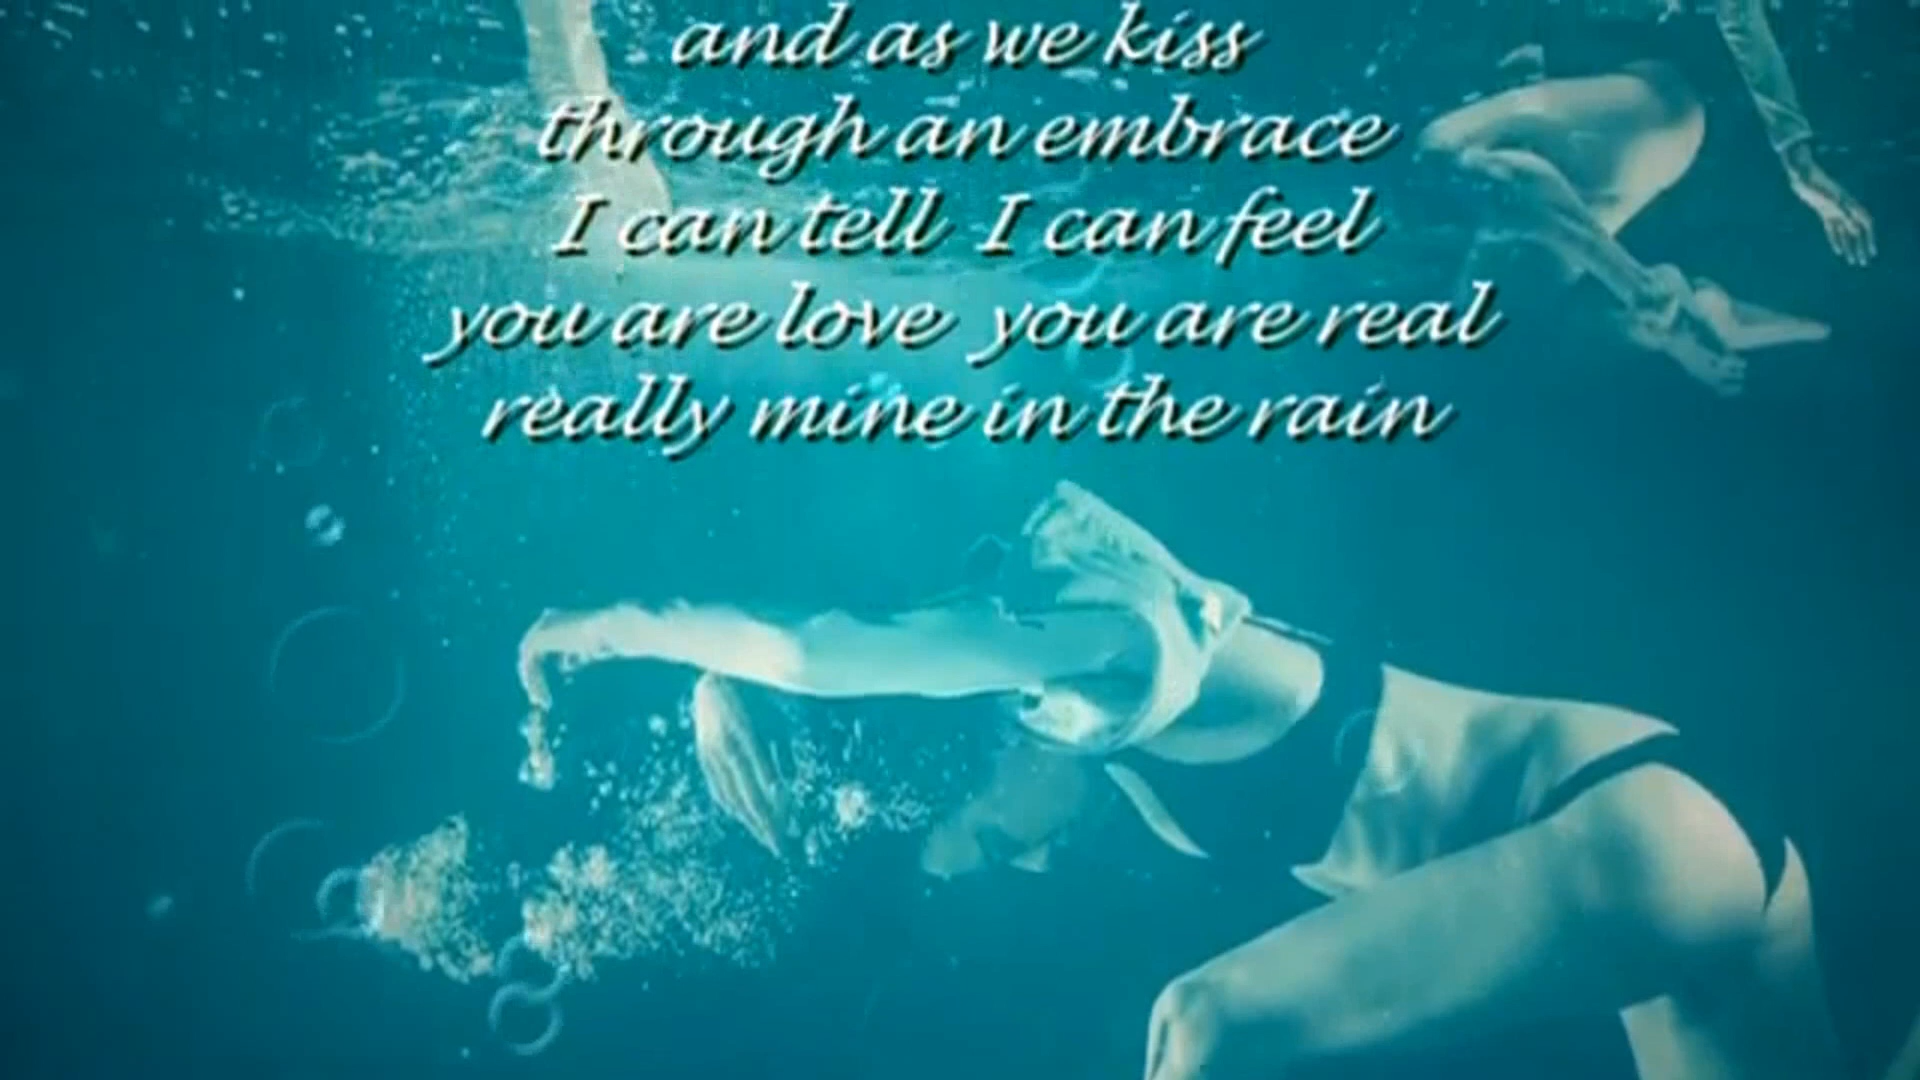 and as we kiss
through an embrace
I can tell I can feel
you are love you are real
really mine in the rain